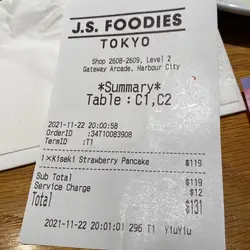 J.S. FOODIES
TOKYO
Shop 2608-2609, Level 2
Gateway Arcade, Harbour City
*Summary*
Table : C1,C2
2021-11-22 20:00:58
OrderID :34T10083908
TermID :T1
1×Kiseki Strawberry Pancake $119
Sub Total $119
Service Charge $12
Total $131
2021-11-22 20:01:01 296 T1 YiuYiu